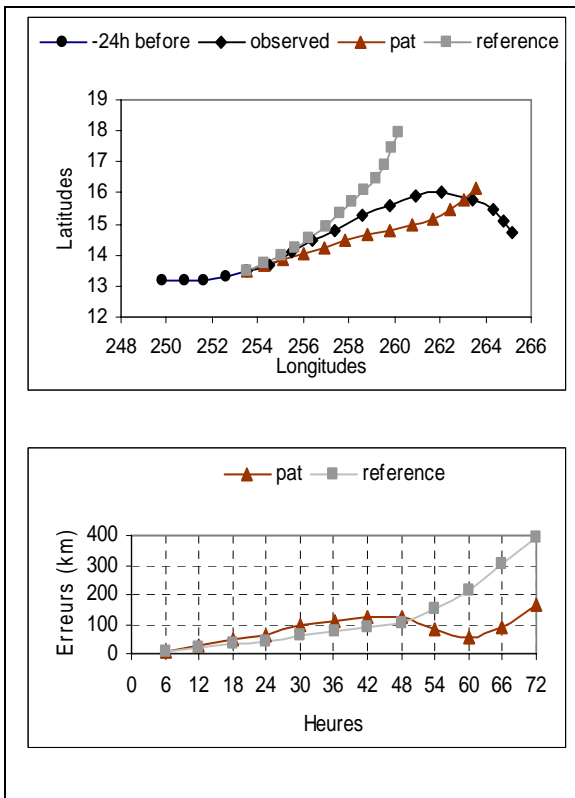 -24h before observed pat reference
19
18
17
16
15
14
13
12
Latitudes
248 250 252 254 256 258 260 262 264 266
Longitudes
pat reference
400
300
200
100
0
Erreurs (km)
0 6 12 18 24 30 36 42 48 54 60 66 72
Heures